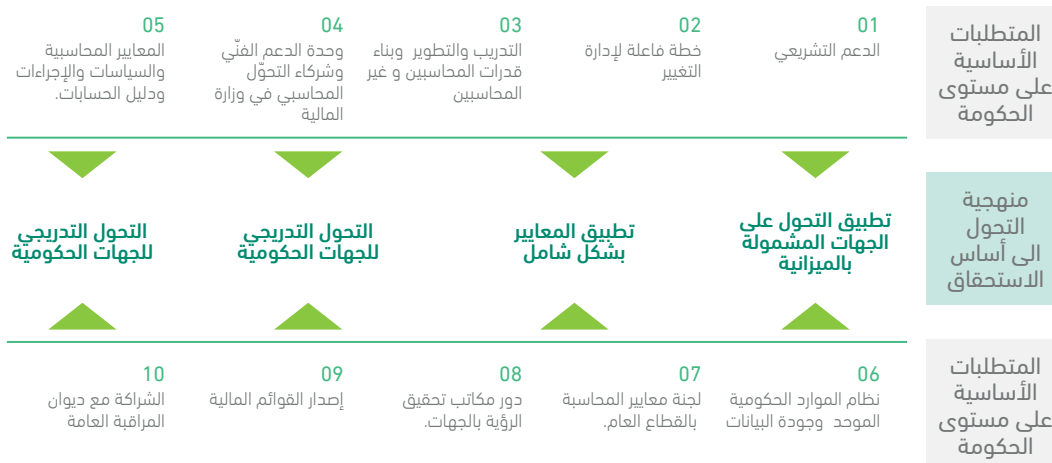 المتطلبات
الأساسية
على مستوى
الحكومة
01
الدعم التشريعي
02
خطة فاعلة لإدارة
التغيير
03
التدريب والتطوير وبناء
قدرات المحاسبين و غير
المحاسبين
04
وحدة الدعم الفنّي
وشركاء التحوّل
المحاسبي في وزارة
المالية
05
المعايير المحاسبية
والسياسات والإجراءات
ودليل الحسابات.
منهجية
التحول
الى أساس
الاستحقاق
تطبيق التحول على
الجهات المشمولة
بالميزانية
تطبيق المعايير
بشكل شامل
التحول التدريجي
للجهات الحكومية
التحول التدريجي
للجهات الحكومية
المتطلبات
الأساسية
على مستوى
الحكومة
06
نظام الموارد الحكومية
الموحد وجودة البيانات
07
لجنة معايير المحاسبة
بالقطاع العام.
08
دور مكاتب تحقيق
الرؤية بالجهات.
09
إصدار القوائم المالية
10
الشراكة مع ديوان
المراقبة العامة